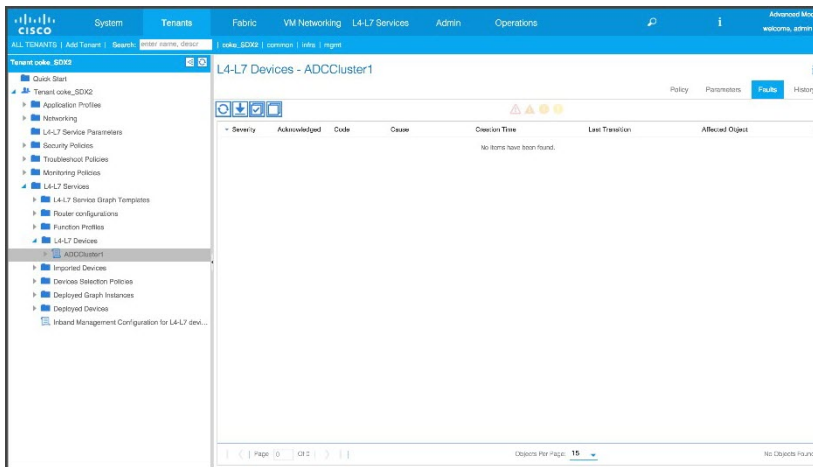 System Tenants Fabric VM Networking L4-L7 Services Admin Operations i Advanced Mod
CISCO welcome, admin
ALL TENANTS | Add Tenant | Search: enter name, descr | coke_SDX2 | common | infra | mgmt
Tenant coke_SDX2
L4-L7 Devices - ADCCluster1
Quick Start
Tenant coke_SDX2
Policy Parameters Faults History
Application Profiles
Networking
L4-L7 Service Parameters
Severity Acknowledged Code Cause Creation Time Last Transition Affected Object
Security Policies
No items have been found.
Troubleshoot Policies
Monitoring Policies
L4-L7 Services
L4-L7 Service Graph Templates
Router configurations
Function Profiles
L4-L7 Devices
ADCCluster1
Imported Devices
Devices Selection Policies
Deployed Graph Instances
Deployed Devices
Inband Management Configuration for L4-L7 devi...
Page 0 Of 0 Objects Per Page: 15 No Objects Found